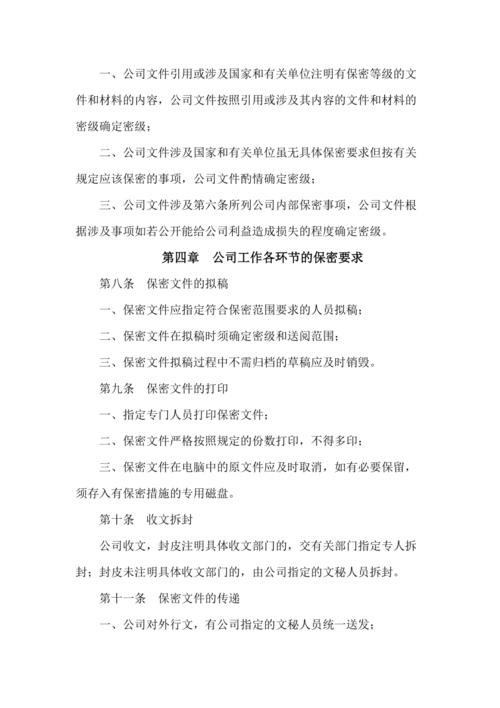 一、公司文件引用或涉及国家和有关单位注明有保密等级的文
件和材料的内容，公司文件按照引用或涉及其内容的文件和材料的
密级确定密级；
二、公司文件涉及国家和有关单位虽无具体保密要求但按有关
规定应该保密的事项，公司文件酌情确定密级；
三、公司文件涉及第六条所列公司内部保密事项，公司文件根
据涉及事项如若公开能给公司利益造成损失的程度确定密级。
第四章　公司工作各环节的保密要求
第八条　保密文件的拟稿
一、保密文件应指定符合保密范围要求的人员拟稿；
二、保密文件在拟稿时须确定密级和送阅范围；
三、保密文件拟稿过程中不需归档的草稿应及时销毁。
第九条　保密文件的打印
一、指定专门人员打印保密文件；
二、保密文件严格按照规定的份数打印，不得多印；
三、保密文件在电脑中的原文件应及时取消，如有必要保留，
须存入有保密措施的专用磁盘。
第十条　收文拆封
公司收文，封皮注明具体收文部门的，交有关部门指定专人拆
封；封皮未注明具体收文部门的，由公司指定的文秘人员拆封。
第十一条　保密文件的传递
一、公司对外行文，有公司指定的文秘人员统一送发；